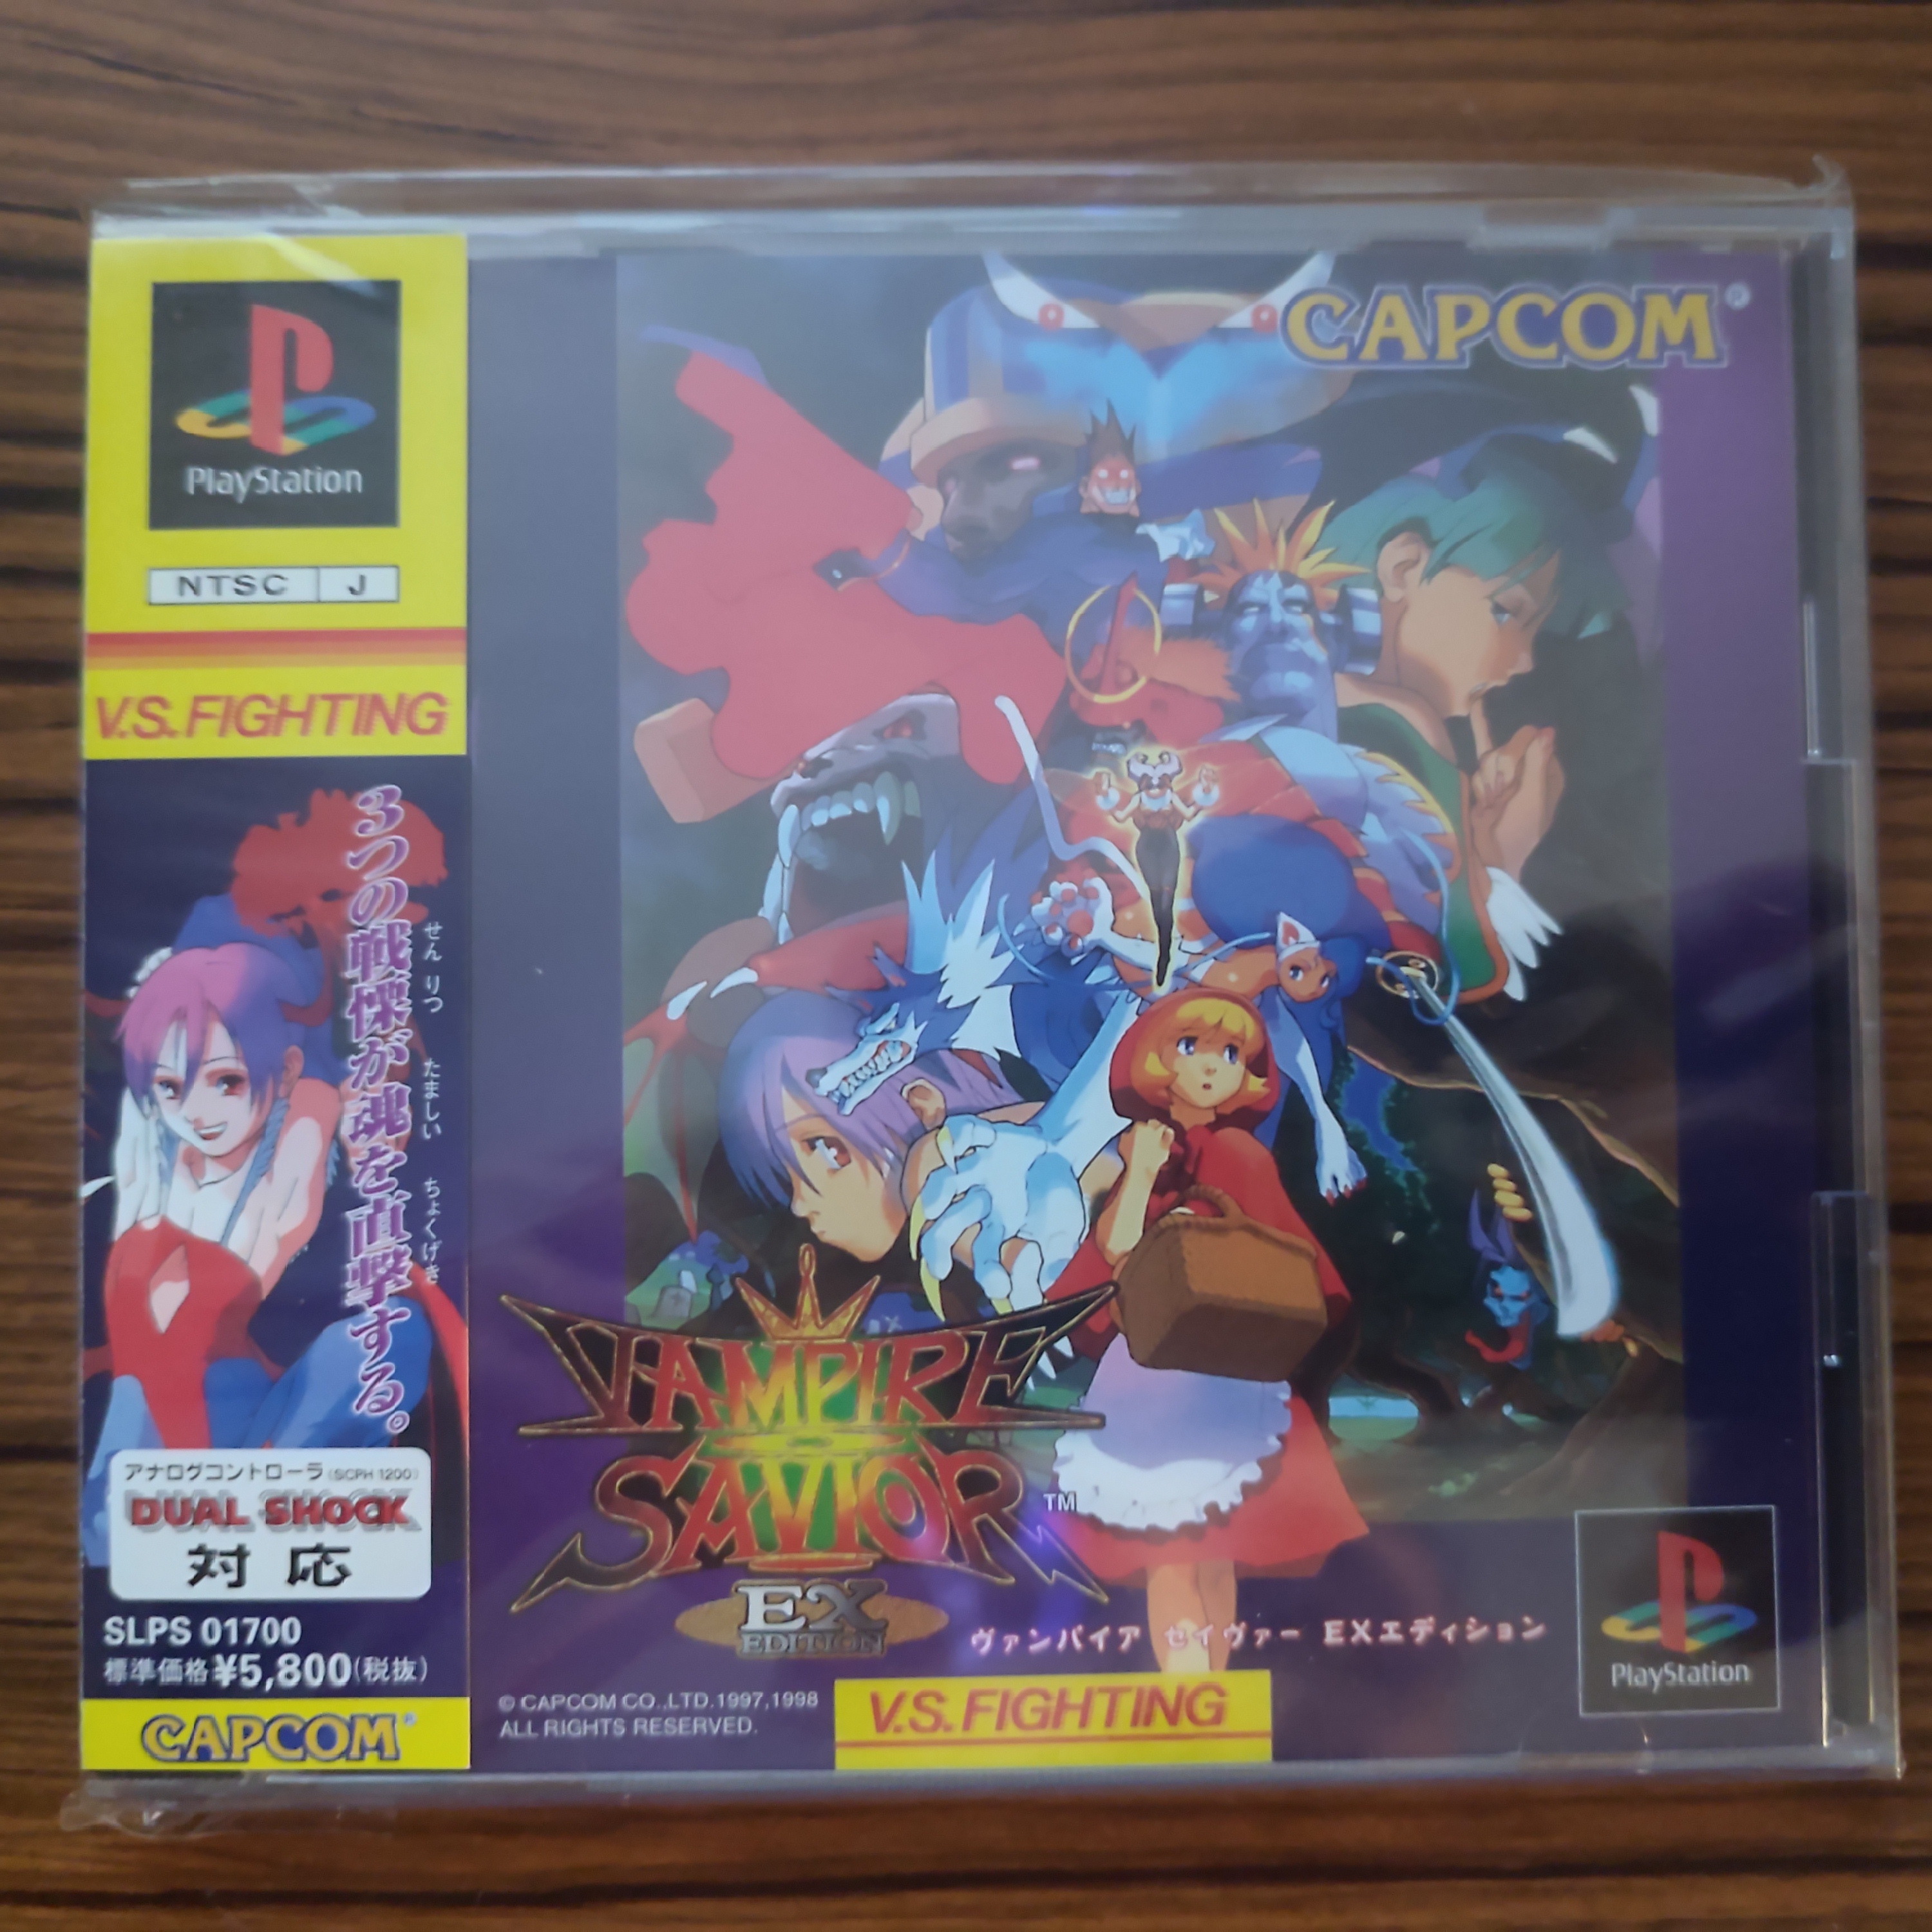 PlayStation
NTSC J
V.S.FIGHTING
3つの戦慄が魂を直撃する。
せんりつ
たましい
ちょくげき
アナログコントローラ(SCPH 1200)
DUAL SHOCK
対応
SLPS 01700
標準価格¥5,800(税抜)
CAPCOM®
CAPCOM®
VAMPIRE
SAVIOR™
EX
EDITION
ヴァンパイア セイヴァー EXエディション
© CAPCOM CO.,LTD.1997,1998
ALL RIGHTS RESERVED.
V.S.FIGHTING
PlayStation